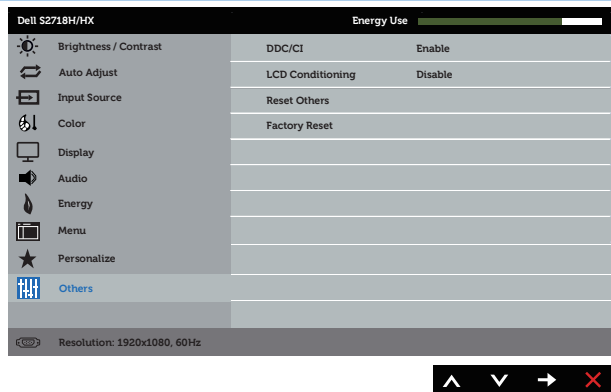 Dell S2718H/HX Energy Use
Brightness / Contrast DDC/CI Enable
Auto Adjust LCD Conditioning Disable
Input Source Reset Others
Color Factory Reset
Display
Audio
Energy
Menu
Personalize
Others
Resolution: 1920x1080, 60Hz